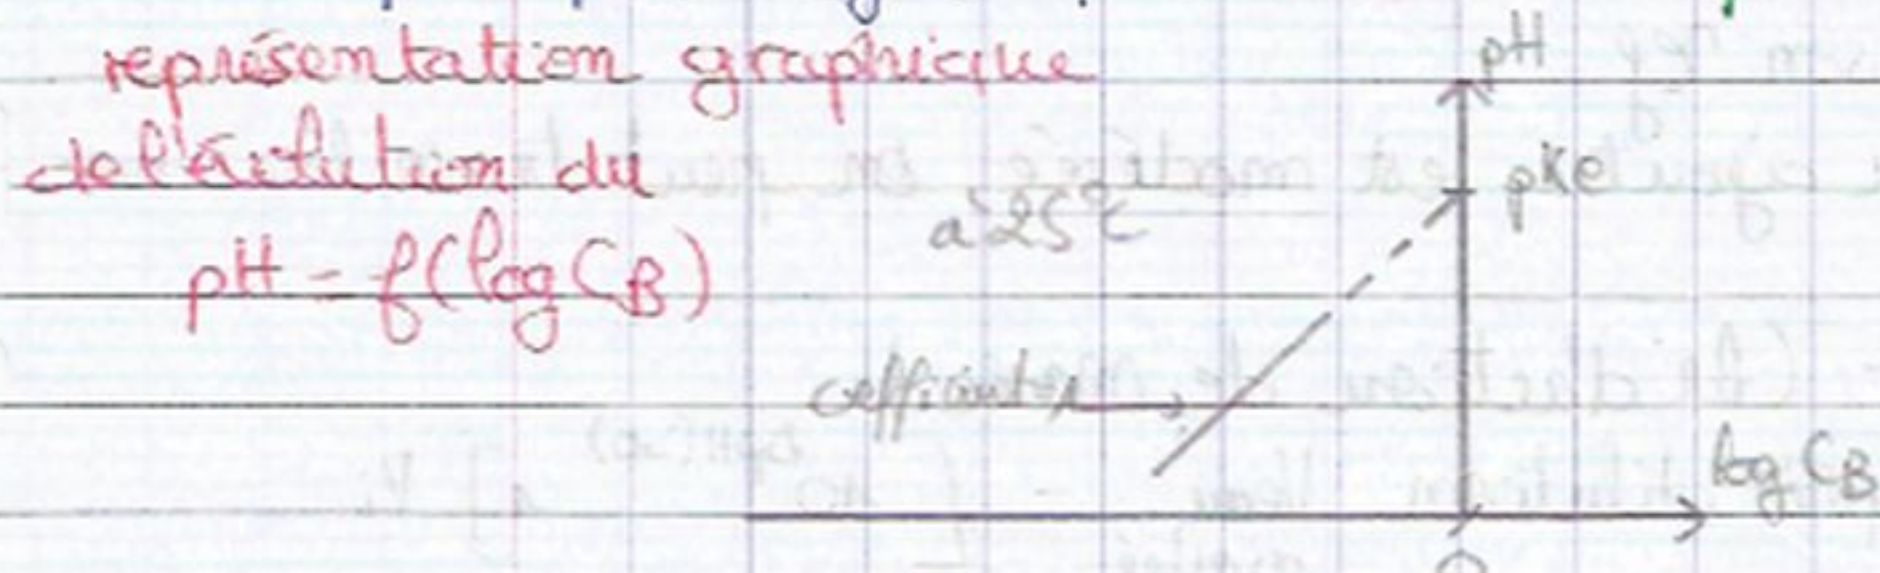 représentation graphique
de l'évolution du
pH = f(log CB)
à 25°C
coefficient 1
pH
pKe
log CB
0